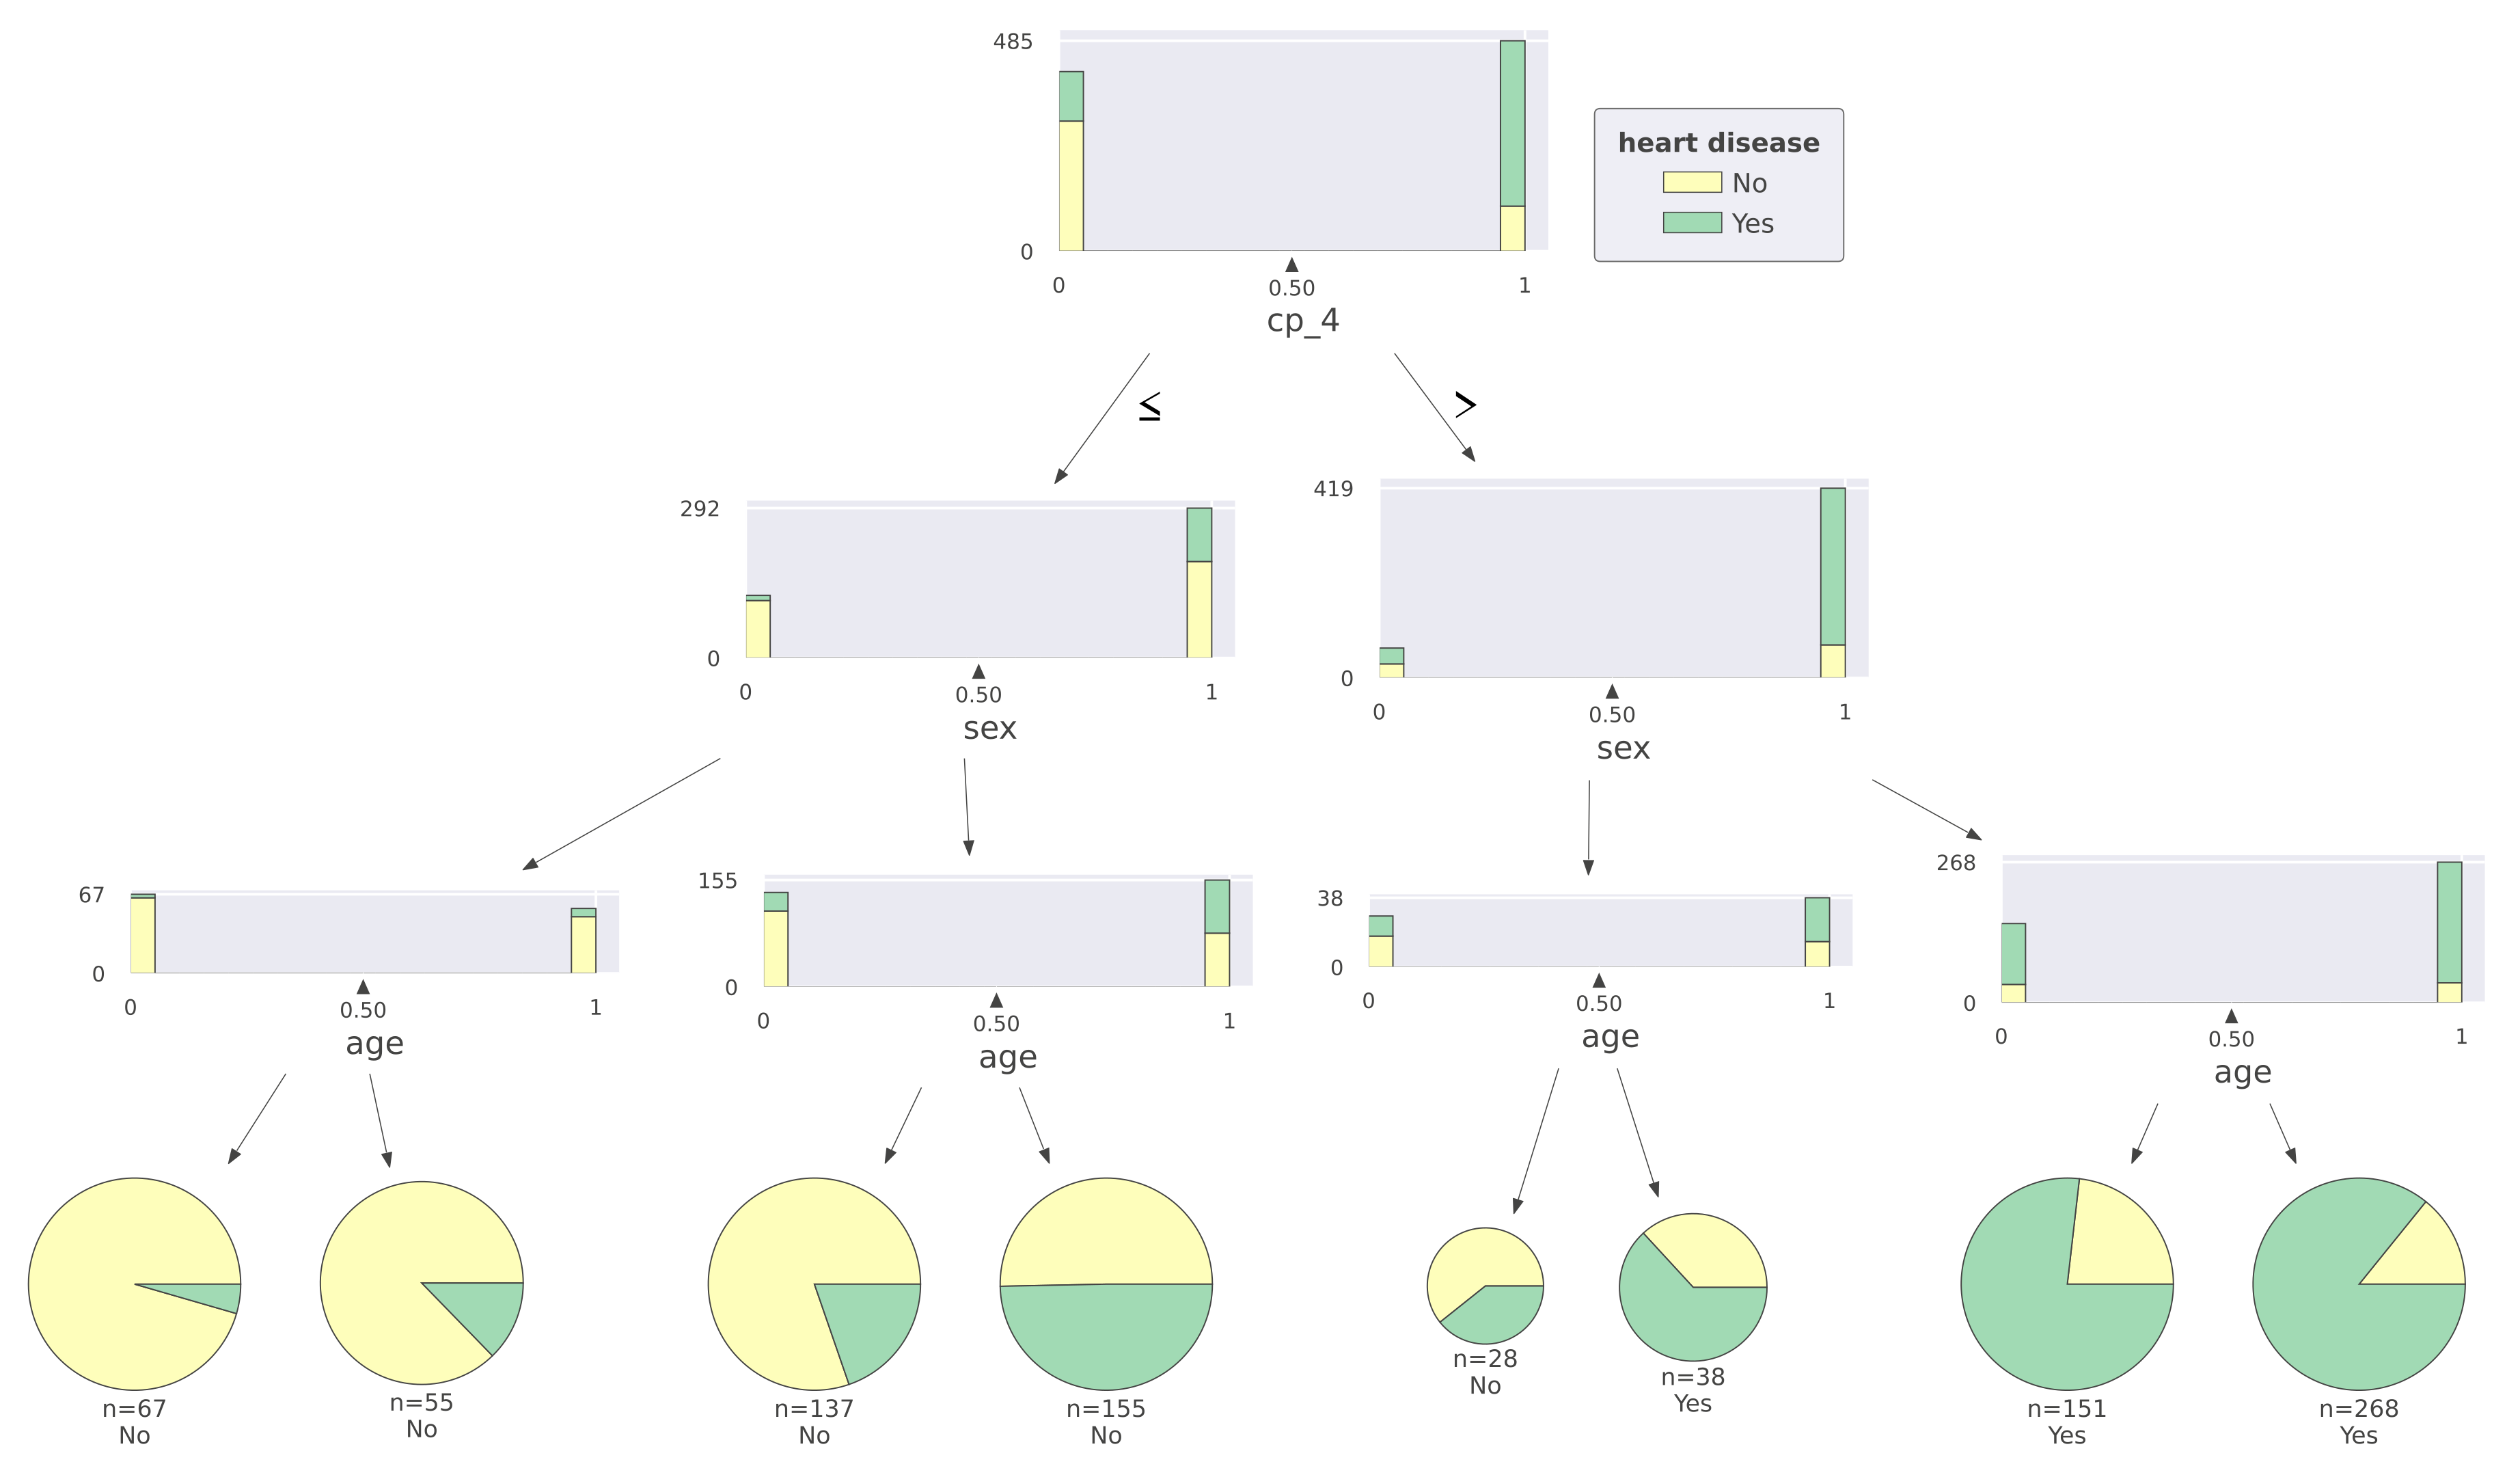 485
0
0
0.50
1
cp_4
heart disease
No
Yes
≤
>
292
0
0
0.50
1
sex
419
0
0
0.50
1
sex
67
0
0
0.50
1
age
155
0
0
0.50
1
age
38
0
0
0.50
1
age
268
0
0
0.50
1
age
n=67
No
n=55
No
n=137
No
n=155
No
n=28
No
n=38
Yes
n=151
Yes
n=268
Yes